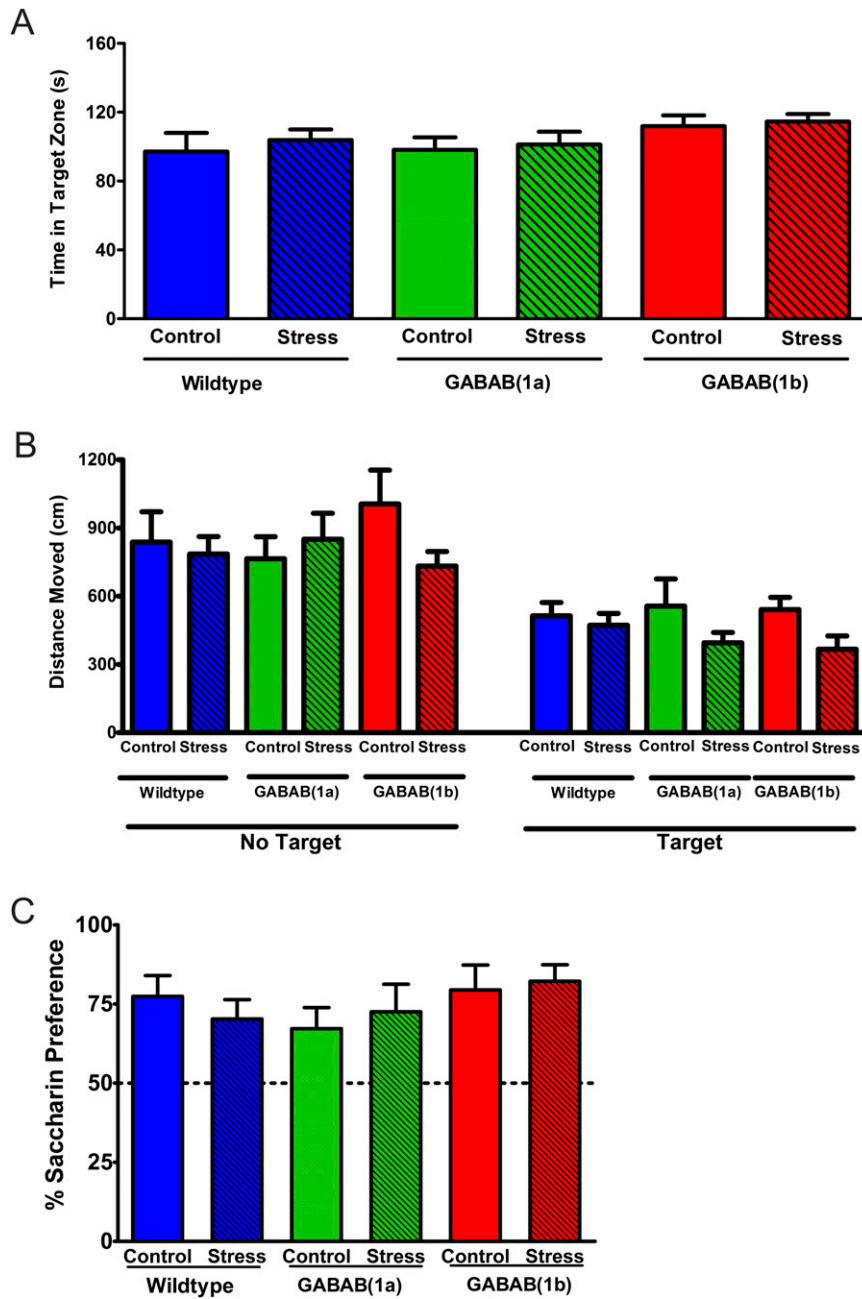 A
Time in Target Zone (s)
160
120
80
40
0
Control Stress Control Stress Control Stress
Wildtype GABAB(1a) GABAB(1b)
B
Distance Moved (cm)
1200
900
600
300
0
Control Stress Control Stress Control Stress Control Stress Control Stress Control Stress
Wildtype GABAB(1a) GABAB(1b) Wildtype GABAB(1a) GABAB(1b)
No Target Target
C
% Saccharin Preference
100
75
50
25
0
Control Stress Control Stress Control Stress
Wildtype GABAB(1a) GABAB(1b)